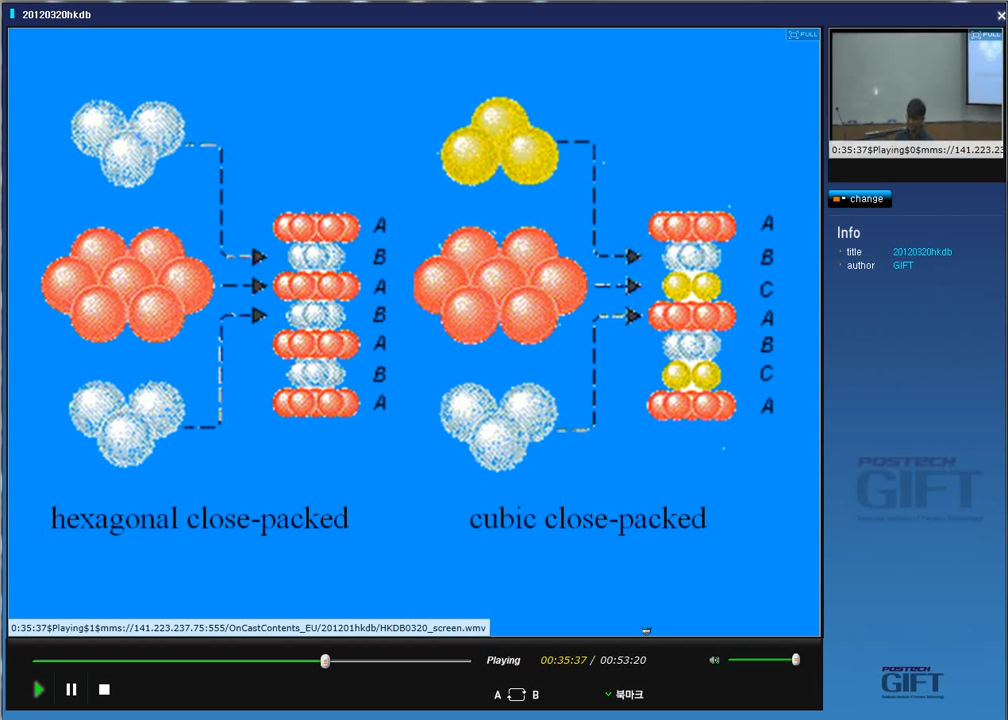 20120320hkdb
FULL
FULL
A
B
A
B
A
B
A
A
B
C
A
B
C
A
hexagonal close-packed
cubic close-packed
0:35:37$Playing$1$mms://141.223.237.75:555/OnCastContents_EU/201201hkdb/HKDB0320_screen.wmv
0:35:37$Playing$0$mms://141.223.23
change
Info
title 20120320hkdb
author GIFT
POSTECH
GIFT
Playing 00:35:37 / 00:53:20
A B 북마크
POSTECH
GIFT